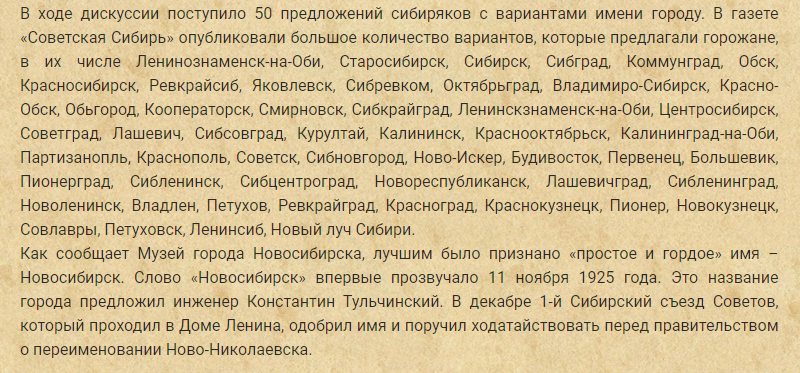 В ходе дискуссии поступило 50 предложений сибиряков с вариантами имени городу. В газете
«Советская Сибирь» опубликовали большое количество вариантов, которые предлагали горожане,
в их числе Ленинознаменск-на-Оби, Старосибирск, Сибирск, Сибград, Коммунград, Обск,
Красносибирск, Ревкрайсиб, Яковлевск, Сибревком, Октябрьград, Владимиро-Сибирск, Красно-
Обск, Обьгород, Кооператорск, Смирновск, Сибкрайград, Ленинскзнаменск-на-Оби, Центросибирск,
Советград, Лашевич, Сибсовград, Курултай, Калининск, Краснооктябрьск, Калининград-на-Оби,
Партизанопль, Краснополь, Советск, Сибновгород, Ново-Искер, Будивосток, Первенец, Большевик,
Пионерград, Сибленинск, Сибцентроград, Новореспубликанск, Лашевичград, Сибленинград,
Новоленинск, Владлен, Петухов, Ревкрайград, Красноград, Краснокузнецк, Пионер, Новокузнецк,
Совлавры, Петуховск, Ленинсиб, Новый луч Сибири.
Как сообщает Музей города Новосибирска, лучшим было признано «простое и гордое» имя –
Новосибирск. Слово «Новосибирск» впервые прозвучало 11 ноября 1925 года. Это название
города предложил инженер Константин Тульчинский. В декабре 1-й Сибирский съезд Советов,
который проходил в Доме Ленина, одобрил имя и поручил ходатайствовать перед правительством
о переименовании Ново-Николаевска.